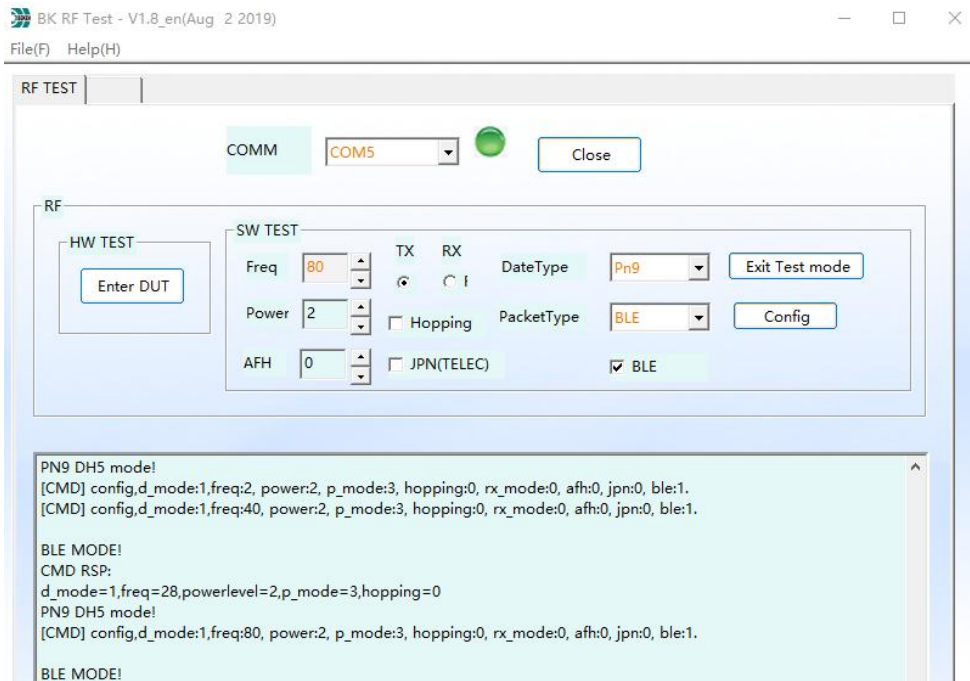 BK RF Test - V1.8_en(Aug 2 2019)
File(F) Help(H)
RF TEST
COMM COM5 Close
RF
HW TEST
Enter DUT
SW TEST
Freq 80 TX RX DateType Pn9 Exit Test mode
Power 2 Hopping PacketType BLE Config
AFH 0 JPN(TELEC) BLE
PN9 DH5 mode!
[CMD] config,d_mode:1,freq:2, power:2, p_mode:3, hopping:0, rx_mode:0, afh:0, jpn:0, ble:1.
[CMD] config,d_mode:1,freq:40, power:2, p_mode:3, hopping:0, rx_mode:0, afh:0, jpn:0, ble:1.
BLE MODE!
CMD RSP:
d_mode=1,freq=28,powerlevel=2,p_mode=3,hopping=0
PN9 DH5 mode!
[CMD] config,d_mode:1,freq:80, power:2, p_mode:3, hopping:0, rx_mode:0, afh:0, jpn:0, ble:1.
BLE MODE!